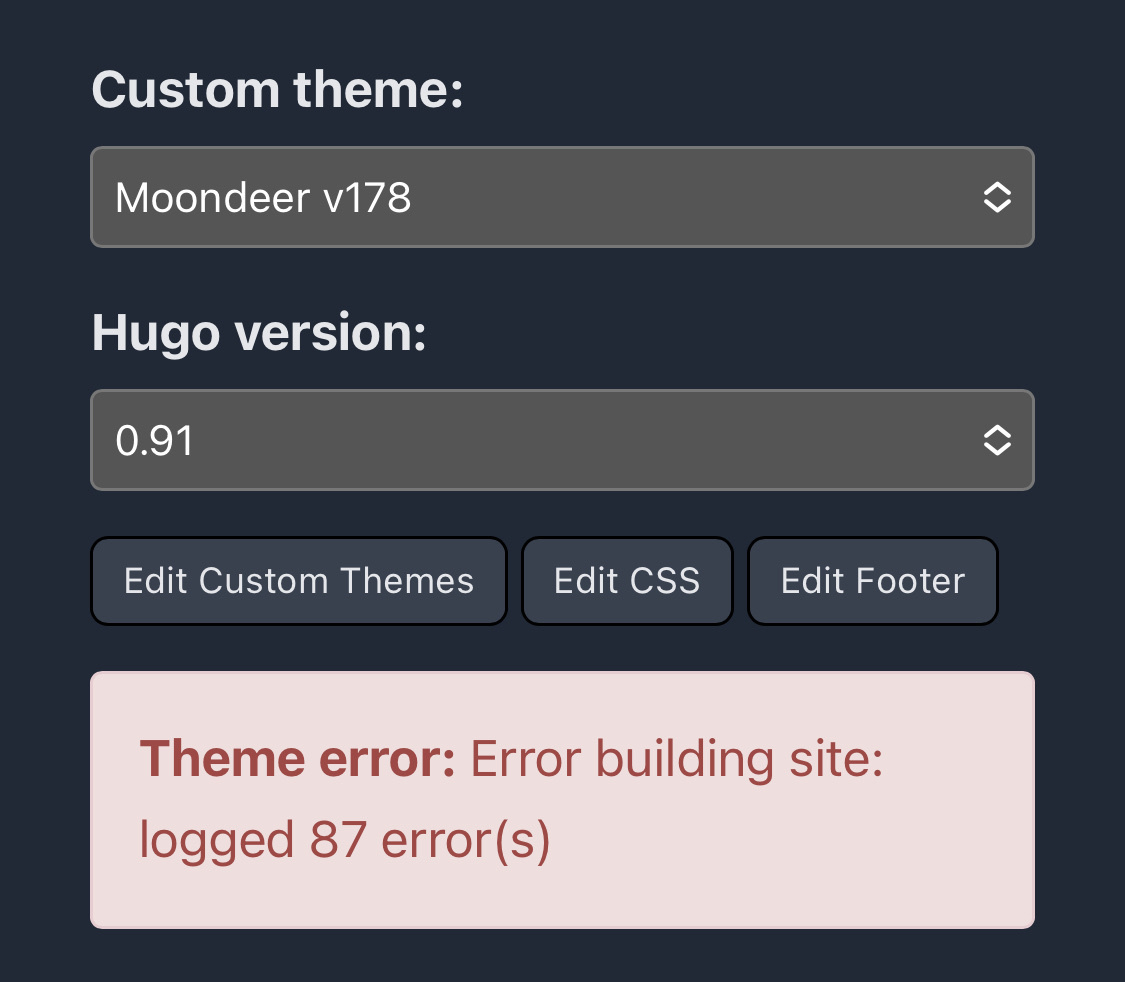 Custom theme:
Moondeer v178
Hugo version:
0.91
Edit Custom Themes Edit CSS Edit Footer
Theme error: Error building site:
logged 87 error(s)